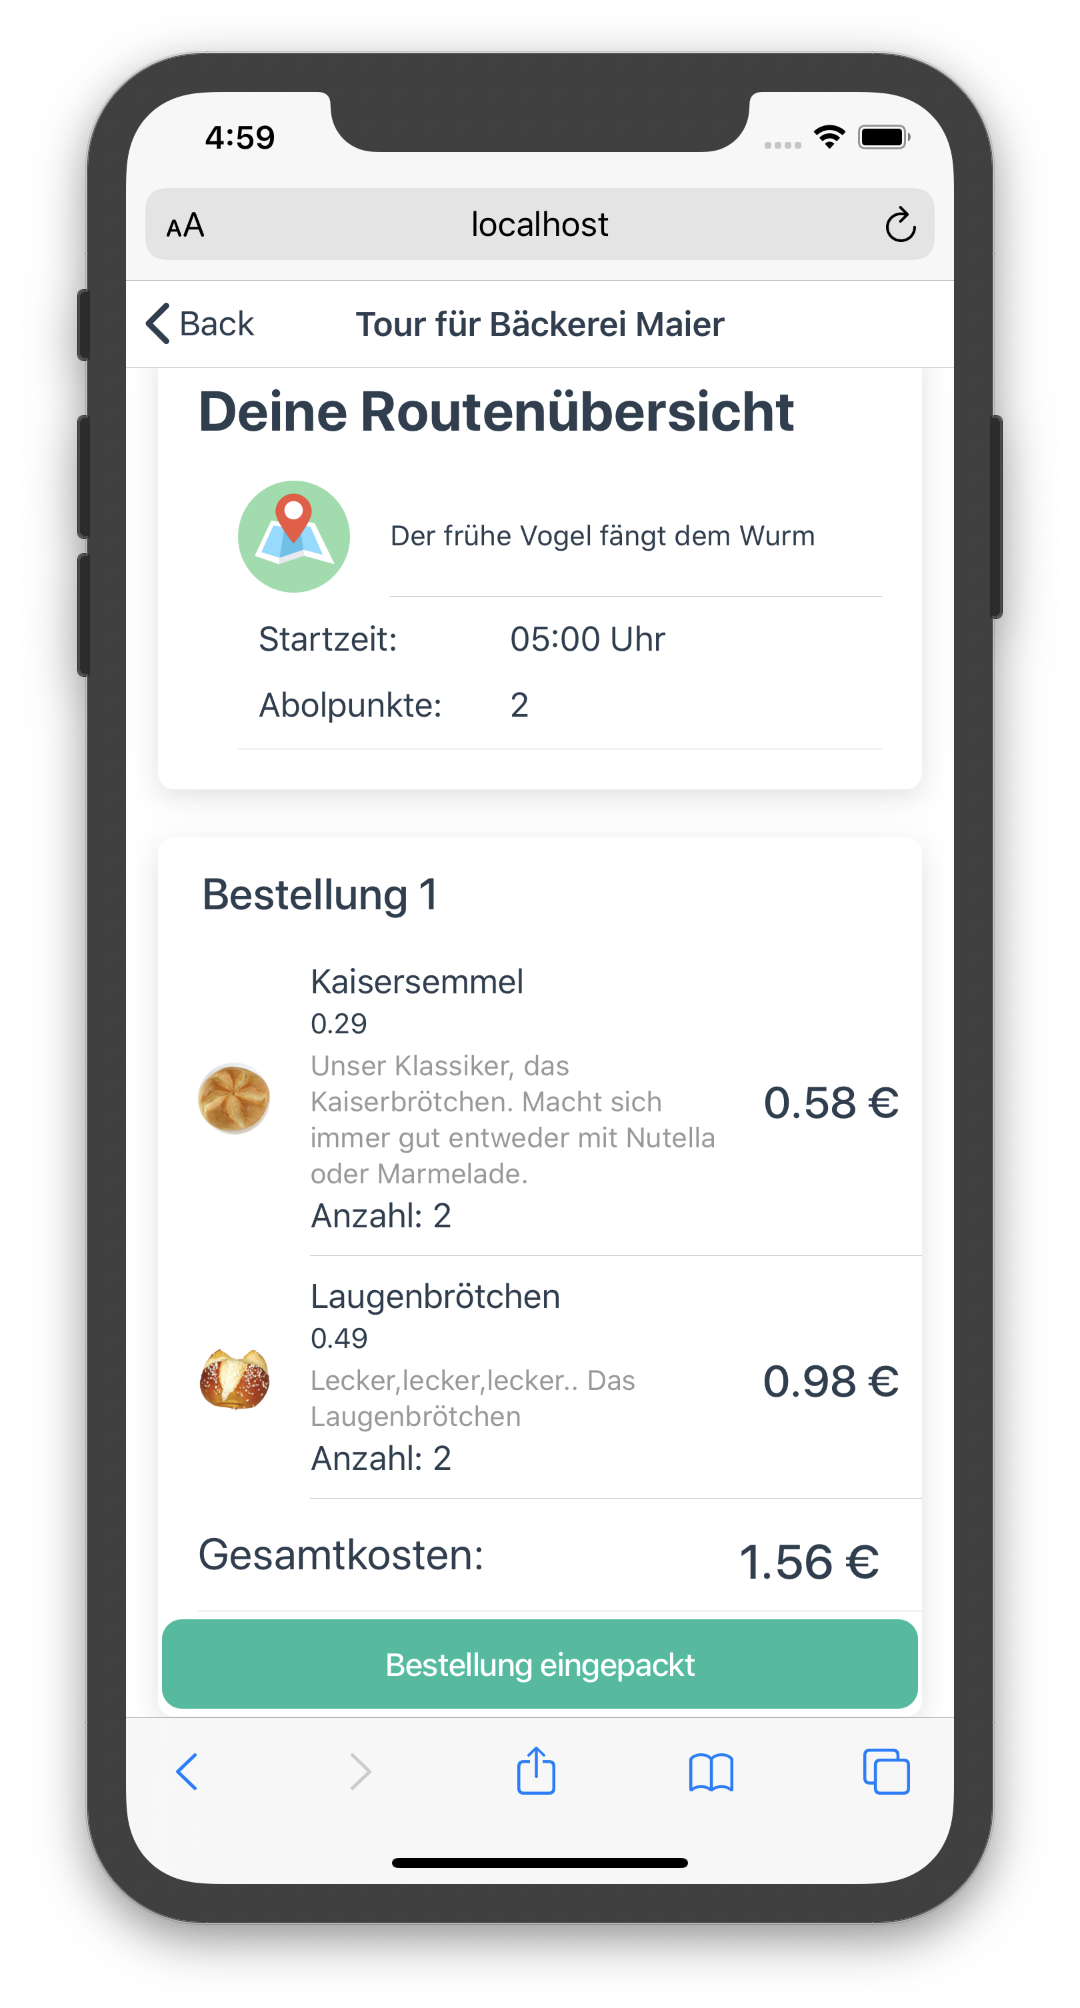 4:59
AA
localhost
Back
Tour für Bäckerei Maier
Deine Routenübersicht
Der frühe Vogel fängt dem Wurm
Startzeit: 05:00 Uhr
Abolpunkte: 2
Bestellung 1
Kaisersemmel
0.29
Unser Klassiker, das
Kaiserbrötchen. Macht sich
immer gut entweder mit Nutella
oder Marmelade.
Anzahl: 2
0.58 €
Laugenbrötchen
0.49
Lecker,lecker,lecker.. Das
Laugenbrötchen
Anzahl: 2
0.98 €
Gesamtkosten: 1.56 €
Bestellung eingepackt